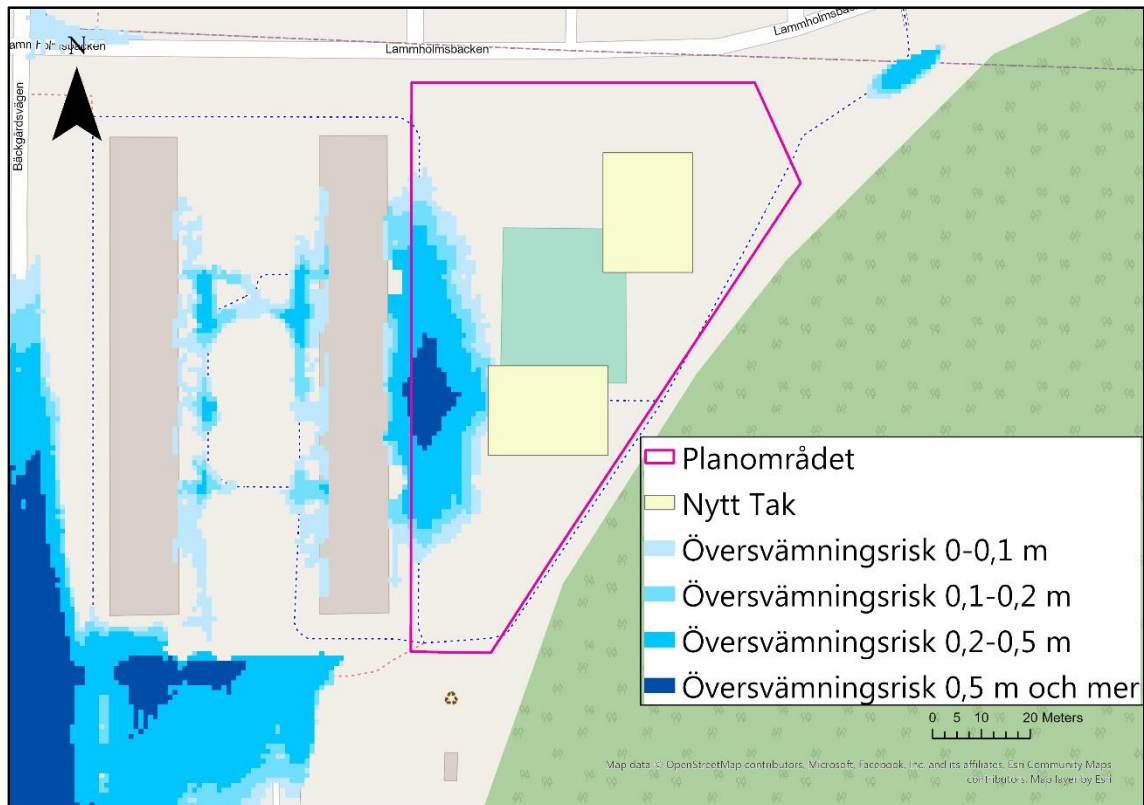 Lammholmsbacken
Lammholmsbacken
N
Lammholmsbacken
Bäckgårdsvägen
Planområdet
Nytt Tak
Översvämningsrisk 0-0,1 m
Översvämningsrisk 0,1-0,2 m
Översvämningsrisk 0,2-0,5 m
Översvämningsrisk 0,5 m och mer
0 5 10 20 Meters
Map data © OpenStreetMap contributors, Microsoft, Facebook, Inc. and its affiliates, Esri Community Maps
contributors, Map layer by Esri